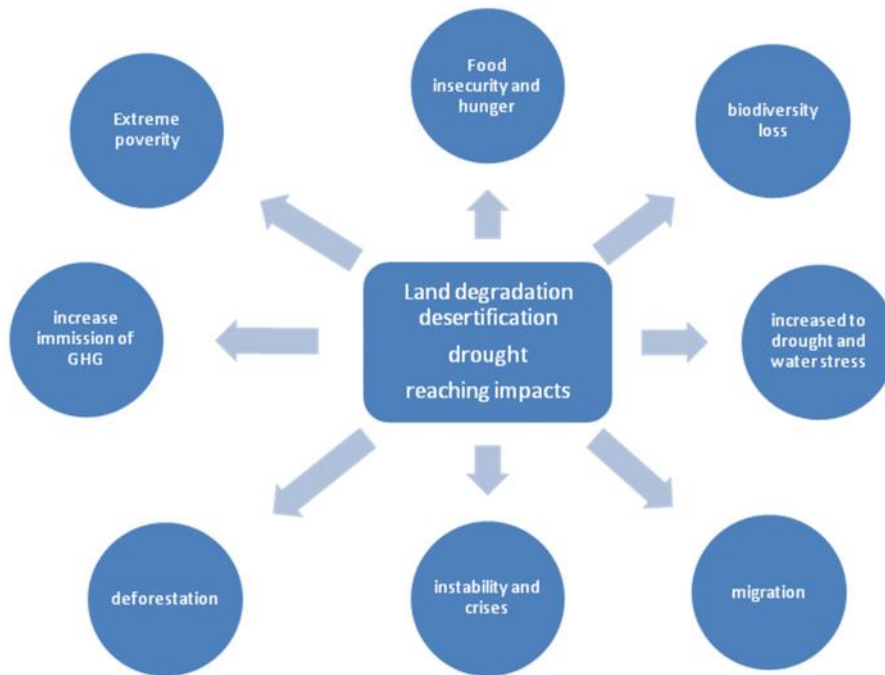 Food
insecurity and
hunger
Extreme
poverity
biodiversity
loss
Land degradation
desertification
drought
reaching impacts
increase
immission of
GHG
increased to
drought and
water stress
deforestation
instability and
crises
migration